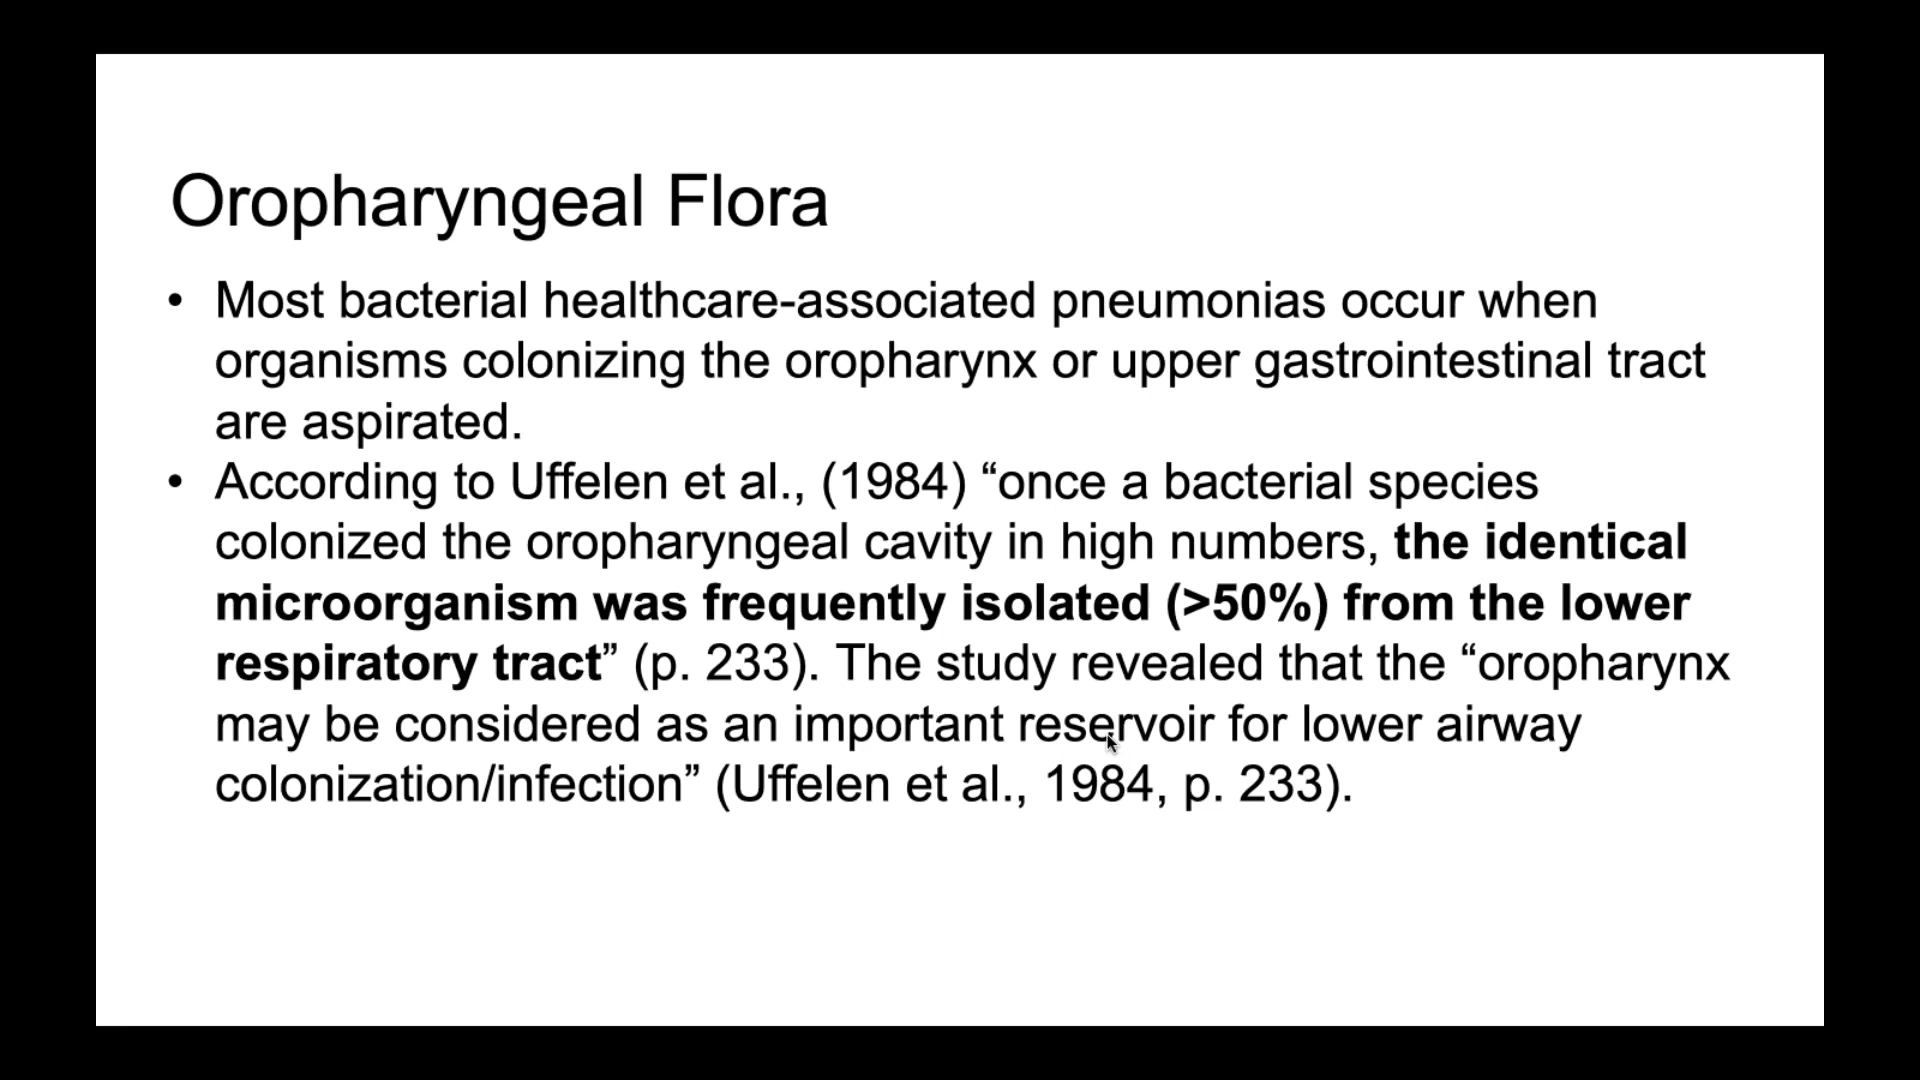 Oropharyngeal Flora
• Most bacterial healthcare-associated pneumonias occur when
organisms colonizing the oropharynx or upper gastrointestinal tract
are aspirated.
• According to Uffelen et al., (1984) “once a bacterial species
colonized the oropharyngeal cavity in high numbers, the identical
microorganism was frequently isolated (>50%) from the lower
respiratory tract” (p. 233). The study revealed that the “oropharynx
may be considered as an important reservoir for lower airway
colonization/infection” (Uffelen et al., 1984, p. 233).